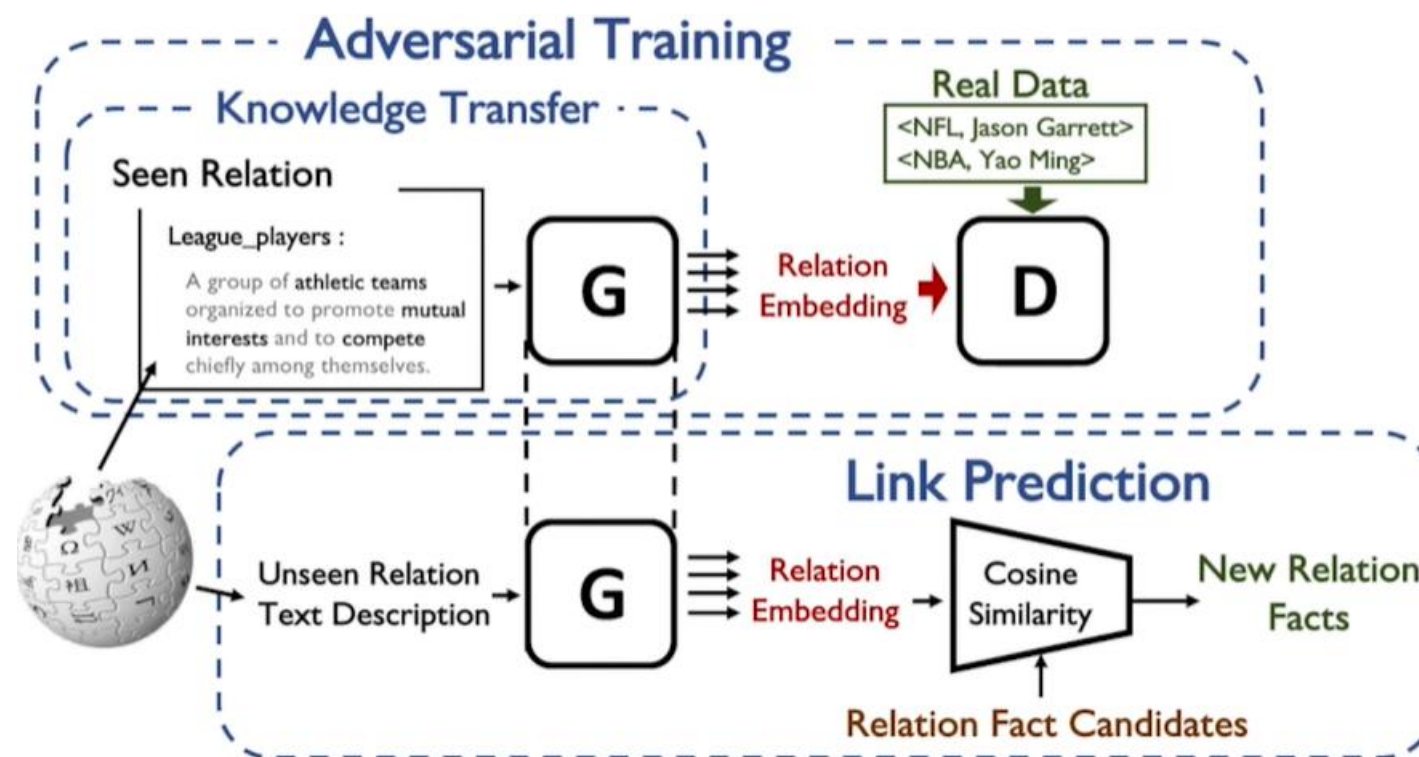 Adversarial Training
Knowledge Transfer
Real Data
<NFL, Jason Garrett>
<NBA, Yao Ming>
Seen Relation
League_players :
A group of athletic teams
organized to promote mutual
interests and to compete
chiefly among themselves.
G
Relation
Embedding
D
Link Prediction
Ω
W
И
Unseen Relation
Text Description
G
Relation
Embedding
Cosine
Similarity
New Relation
Facts
Relation Fact Candidates